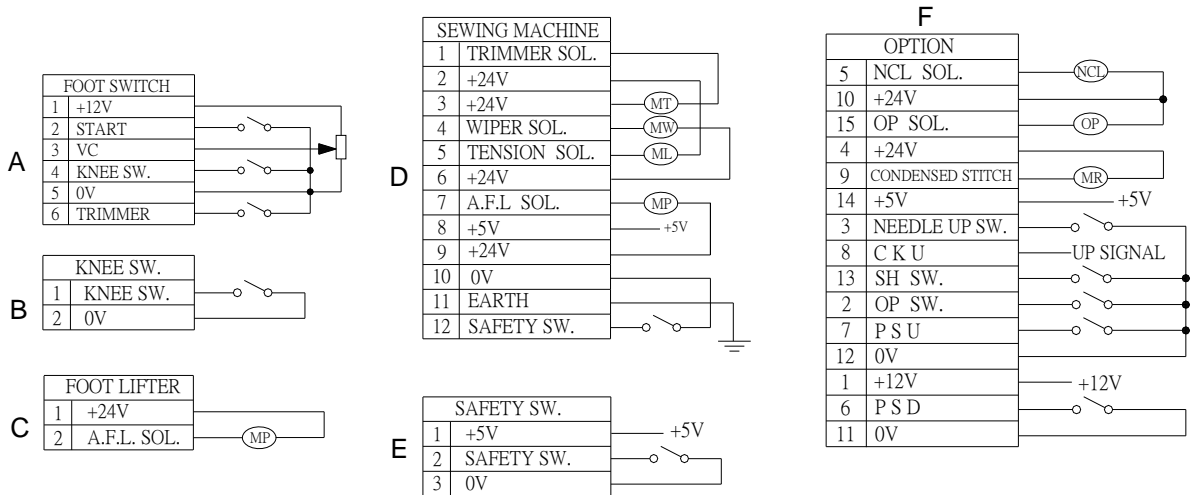 A
FOOT SWITCH
1 +12V
2 START
3 VC
4 KNEE SW.
5 0V
6 TRIMMER
B
KNEE SW.
1 KNEE SW.
2 0V
C
FOOT LIFTER
1 +24V
2 A.F.L. SOL. MP
D
SEWING MACHINE
1 TRIMMER SOL.
2 +24V
3 +24V MT
4 WIPER SOL. MW
5 TENSION SOL. ML
6 +24V
7 A.F.L SOL. MP
8 +5V +5V
9 +24V
10 0V
11 EARTH
12 SAFETY SW.
E
SAFETY SW.
1 +5V +5V
2 SAFETY SW.
3 0V
F
OPTION
5 NCL SOL. NCL
10 +24V
15 OP SOL. OP
4 +24V
9 CONDENSED STITCH MR
14 +5V +5V
3 NEEDLE UP SW.
8 C K U UP SIGNAL
13 SH SW.
2 OP SW.
7 P S U
12 0V
1 +12V +12V
6 P S D
11 0V